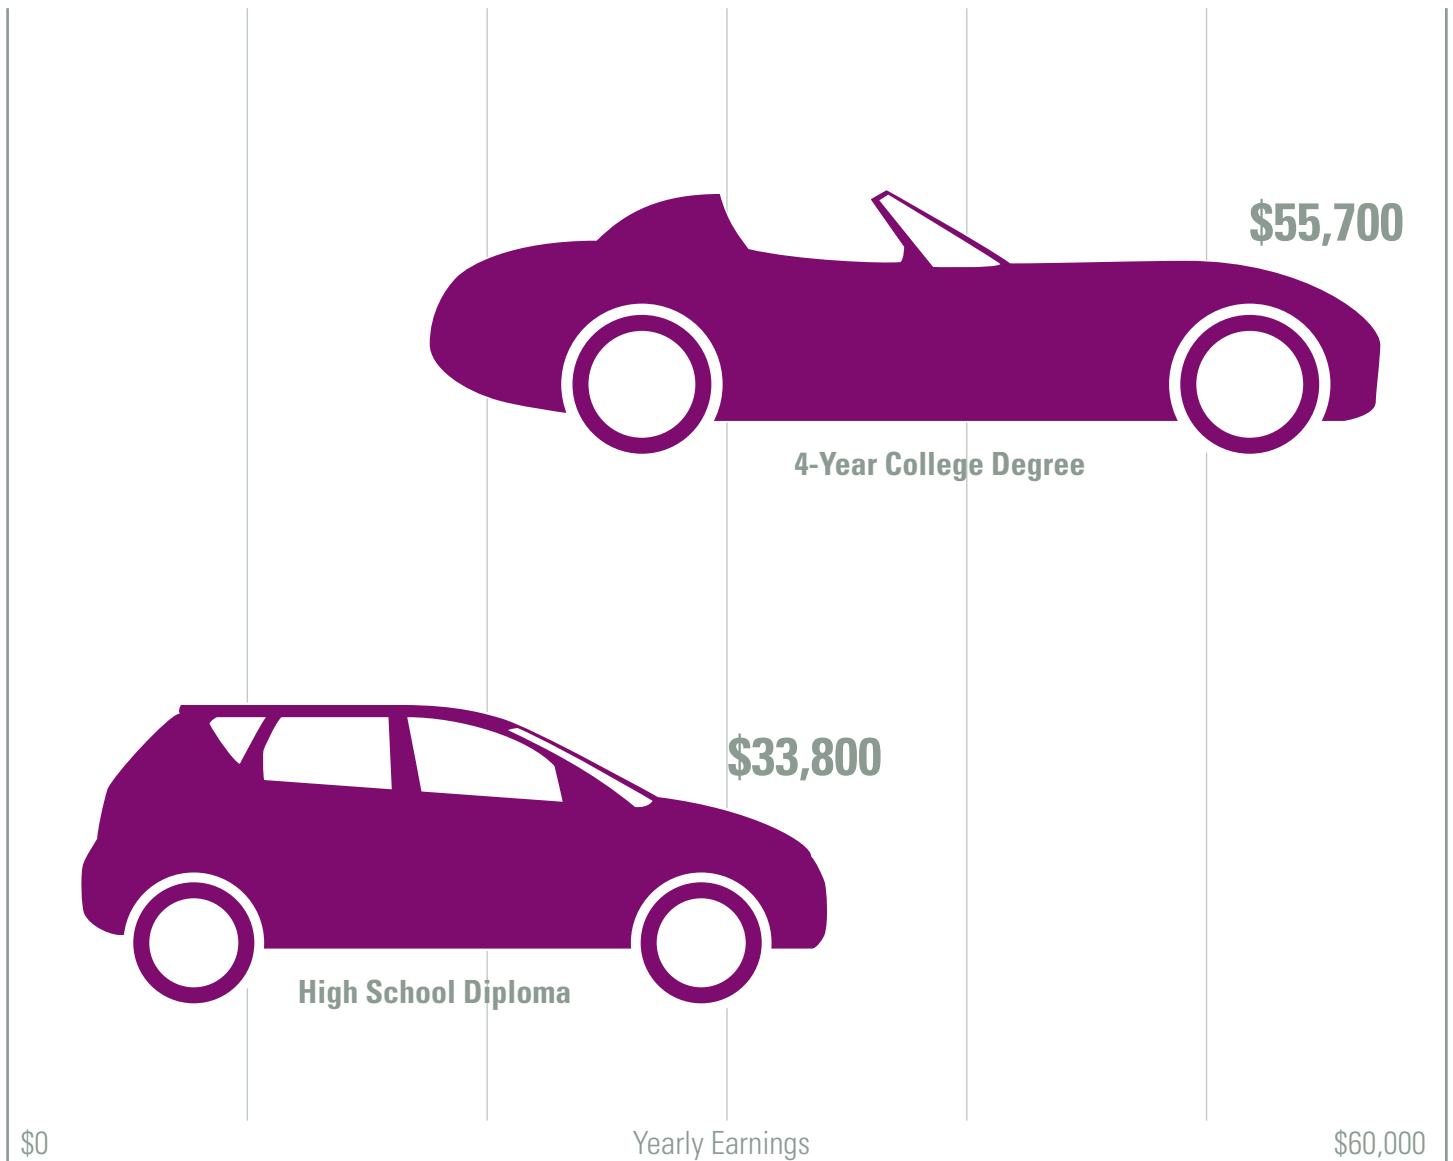 $55,700
4-Year College Degree
$33,800
High School Diploma
$0
Yearly Earnings
$60,000